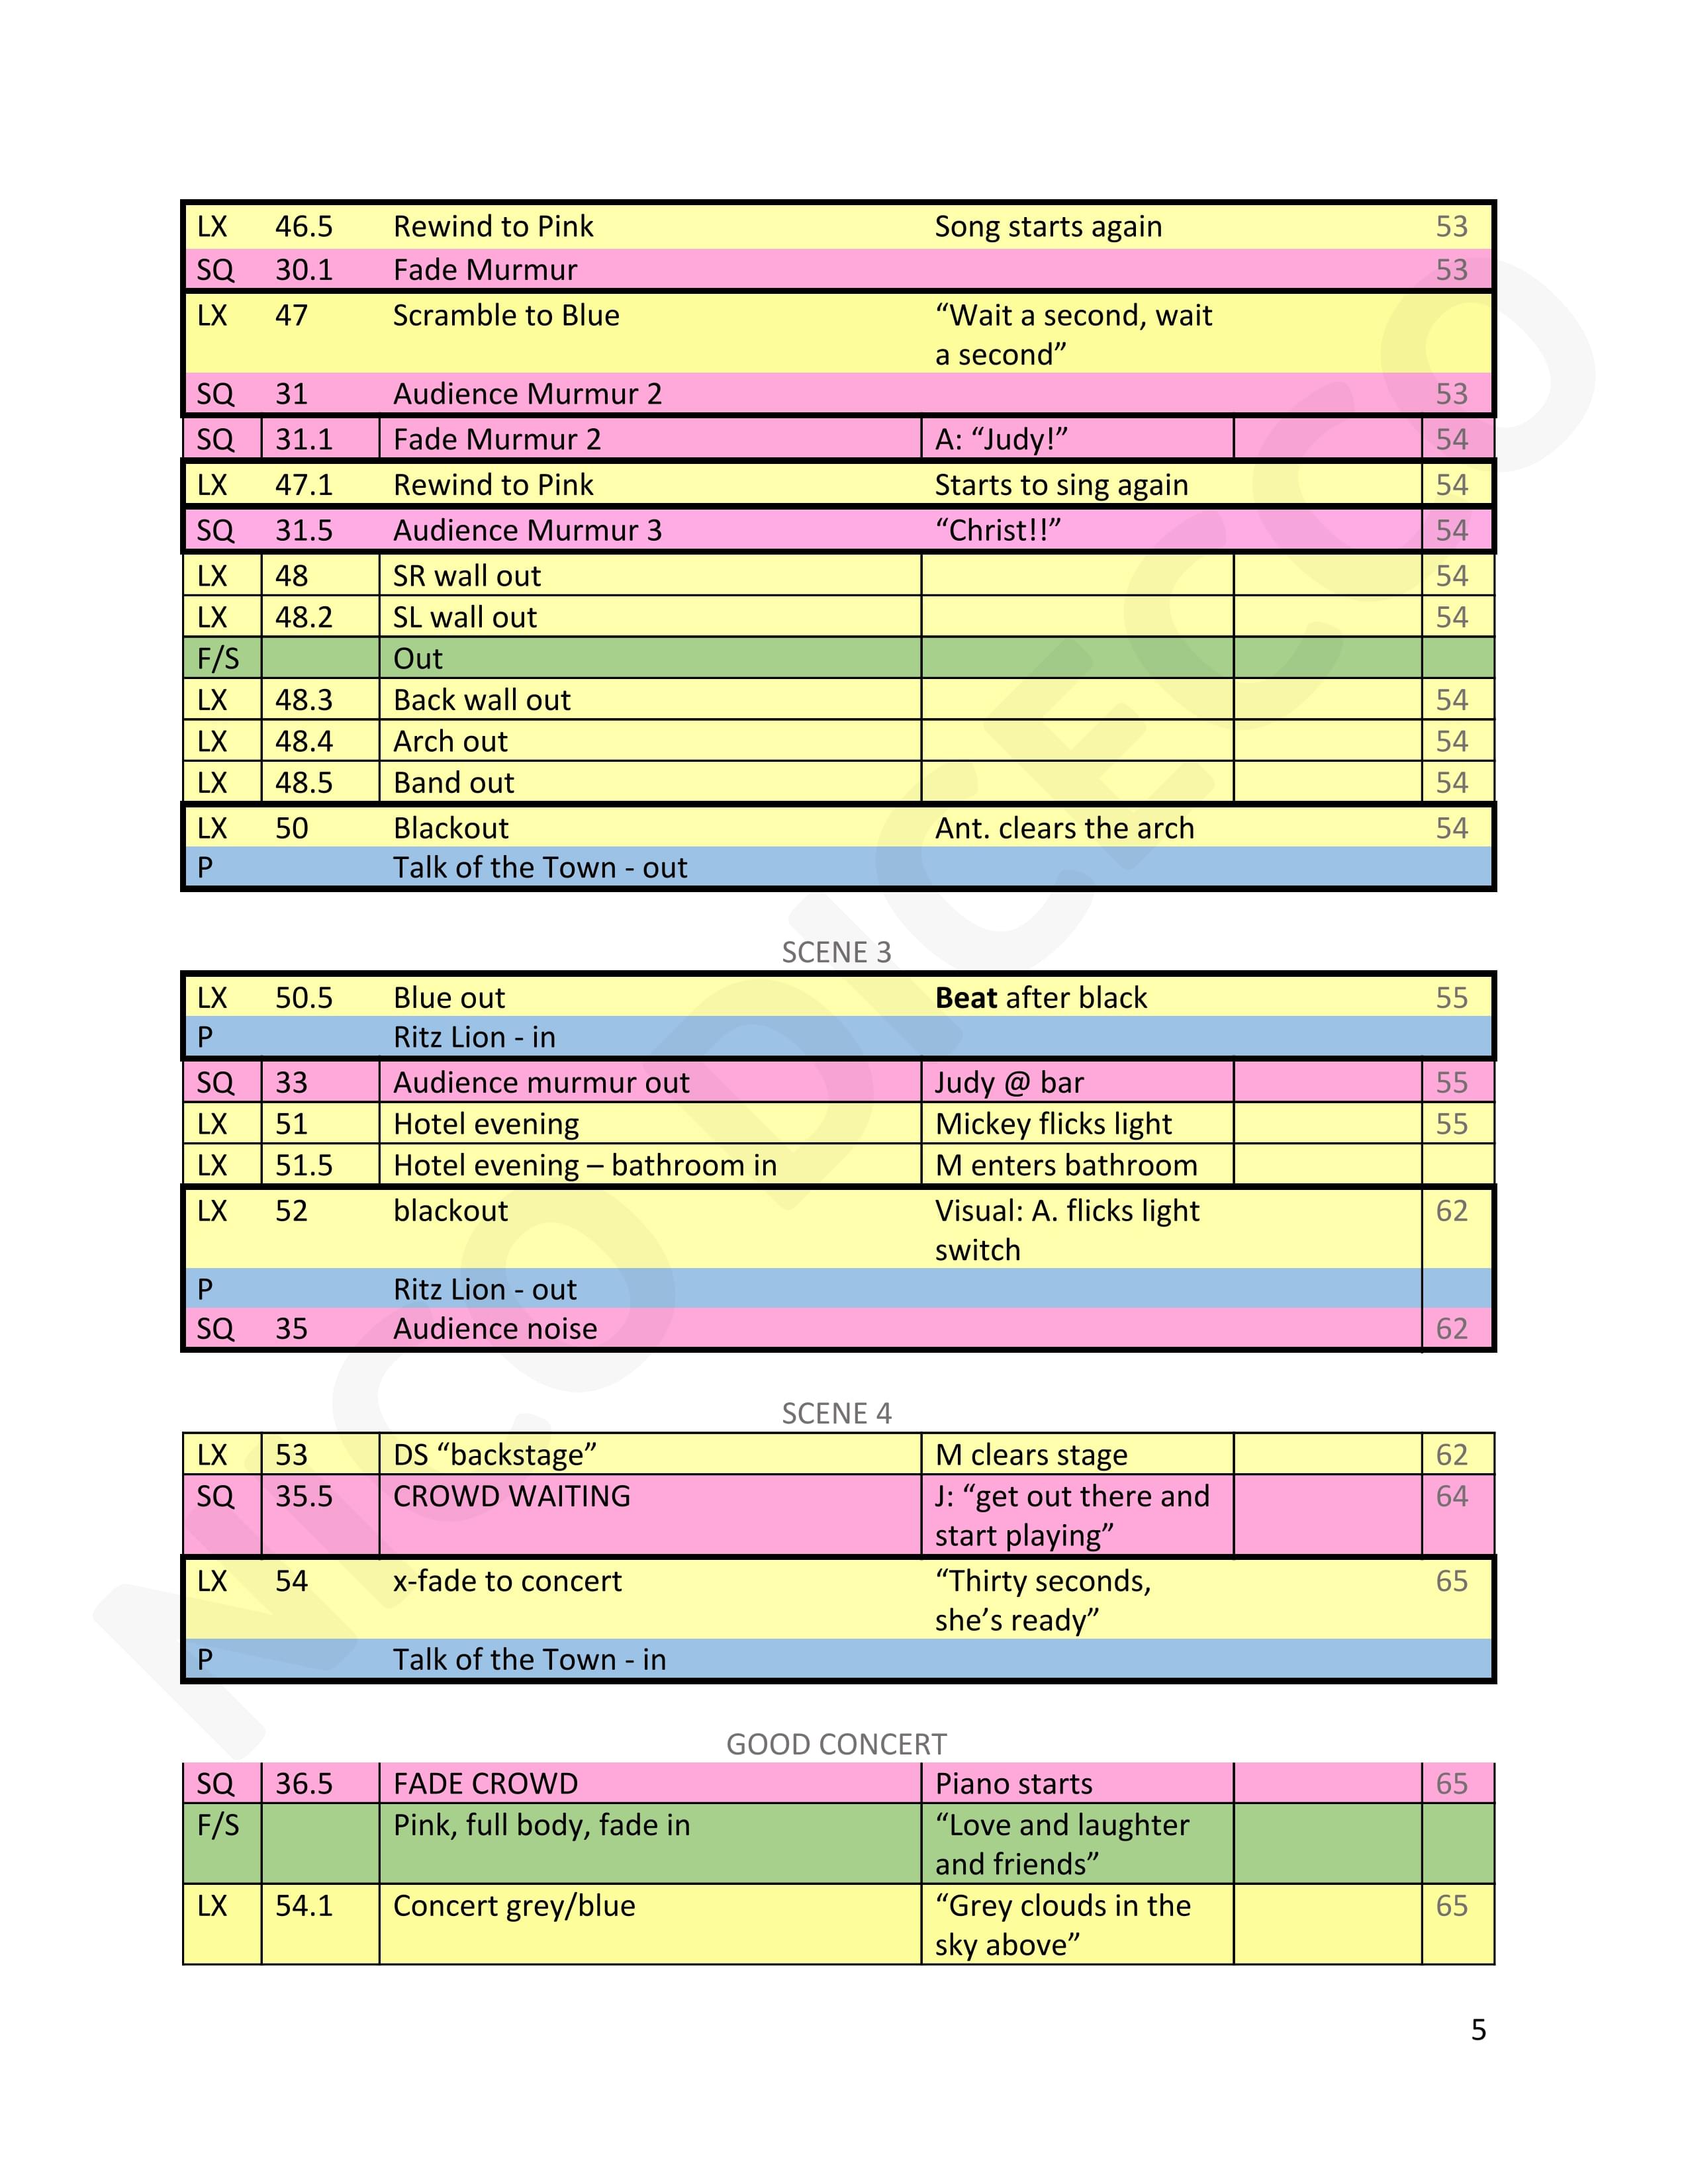 LX 46.5 Rewind to Pink Song starts again 53
SQ 30.1 Fade Murmur 53
LX 47 Scramble to Blue “Wait a second, wait
a second”
SQ 31 Audience Murmur 2 53
SQ 31.1 Fade Murmur 2 A: “Judy!” 54
LX 47.1 Rewind to Pink Starts to sing again 54
SQ 31.5 Audience Murmur 3 “Christ!!” 54
LX 48 SR wall out 54
LX 48.2 SL wall out 54
F/S Out
LX 48.3 Back wall out 54
LX 48.4 Arch out 54
LX 48.5 Band out 54
LX 50 Blackout Ant. clears the arch 54
P Talk of the Town - out
SCENE 3
LX 50.5 Blue out Beat after black 55
P Ritz Lion - in
SQ 33 Audience murmur out Judy @ bar 55
LX 51 Hotel evening Mickey flicks light 55
LX 51.5 Hotel evening – bathroom in M enters bathroom
LX 52 blackout Visual: A. flicks light 62
switch
P Ritz Lion - out
SQ 35 Audience noise 62
SCENE 4
LX 53 DS “backstage” M clears stage 62
SQ 35.5 CROWD WAITING J: “get out there and 64
start playing”
LX 54 x-fade to concert “Thirty seconds, 65
she’s ready”
P Talk of the Town - in
GOOD CONCERT
SQ 36.5 FADE CROWD Piano starts 65
F/S Pink, full body, fade in “Love and laughter
and friends”
LX 54.1 Concert grey/blue “Grey clouds in the 65
sky above”
5
NICO DICECCO